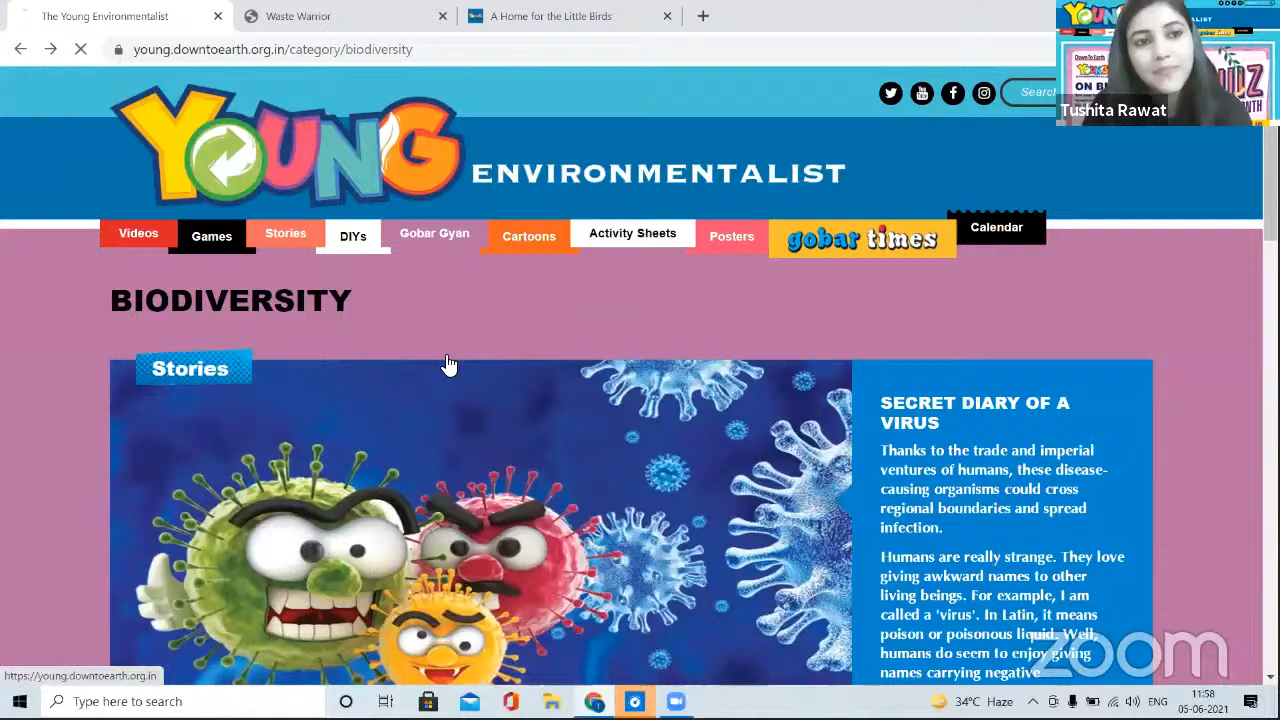 The Young Environmentalist
Waste Warrior
A Home for the Little Birds
young.downtoearth.org.in/category/biodiversity
YOUNG
ENVIRONMENTALIST
Search
Tushita Rawat
Videos
Games
Stories
DIYs
Gobar Gyan
Cartoons
Activity Sheets
Posters
gobar times
Calendar
BIODIVERSITY
Stories
SECRET DIARY OF A
VIRUS
Thanks to the trade and imperial
ventures of humans, these disease-
causing organisms could cross
regional boundaries and spread
infection.
Humans are really strange. They love
giving awkward names to other
living beings. For example, I am
called a 'virus'. In Latin, it means
poison or poisonous liquid. Well,
humans do seem to enjoy giving
names carrying negative
zoom
https://young.downtoearth.org.in
Type here to search
34°C Haze
ENG
11:58
05-06-2021